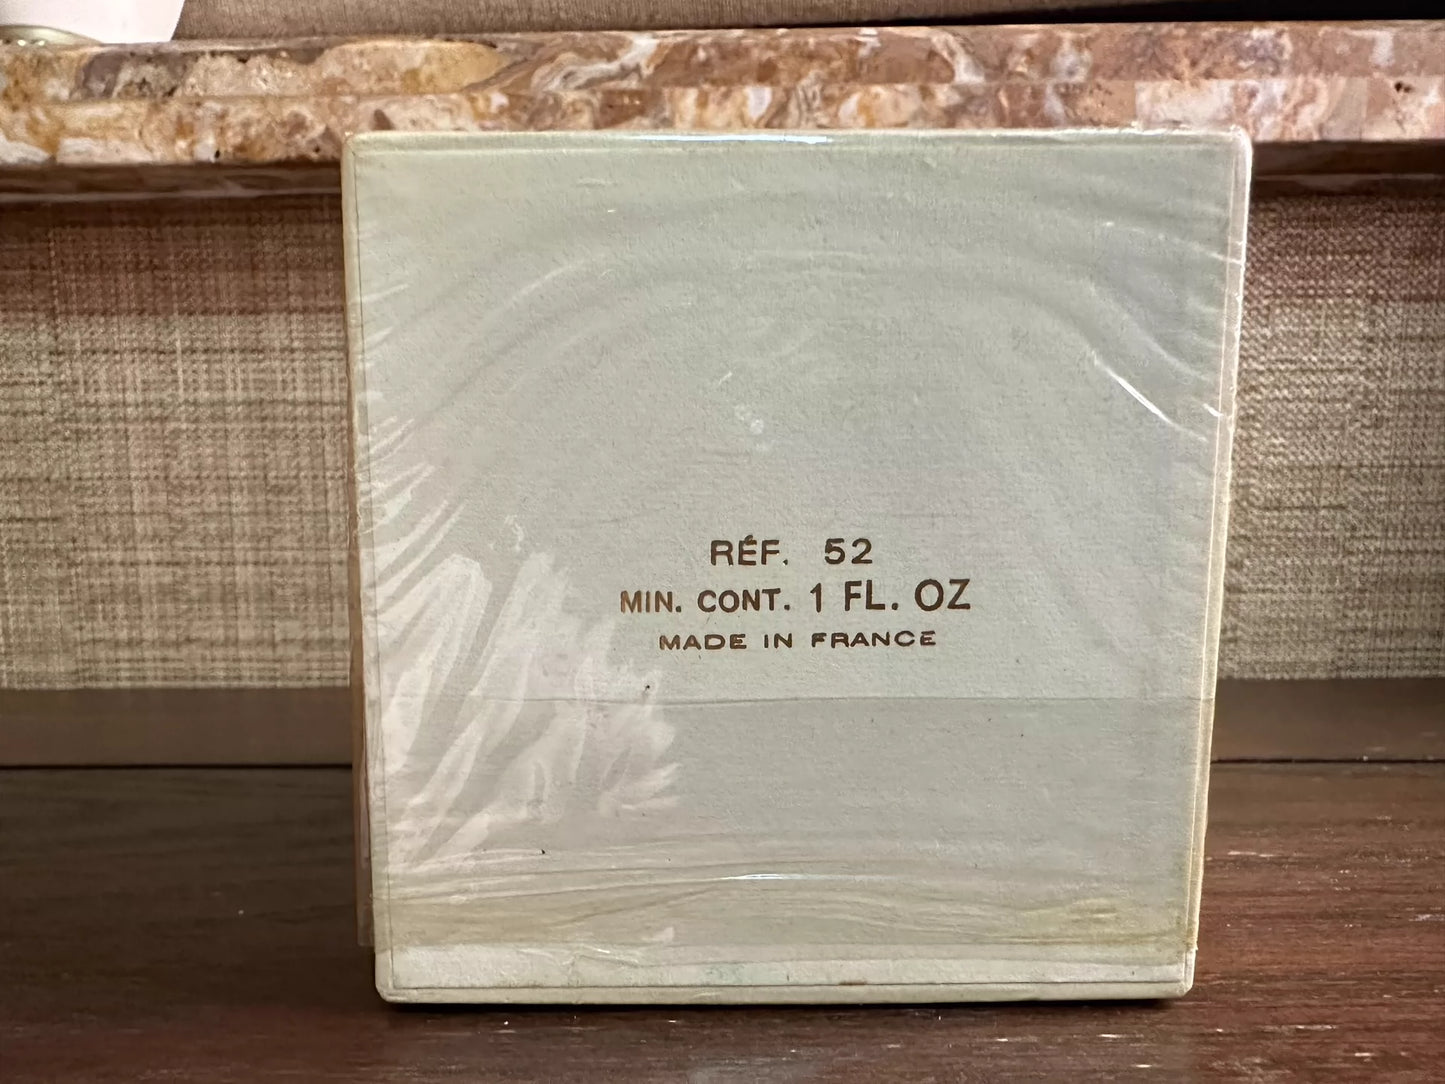 RÉF. 52
MIN. CONT. 1 FL. OZ
MADE IN FRANCE